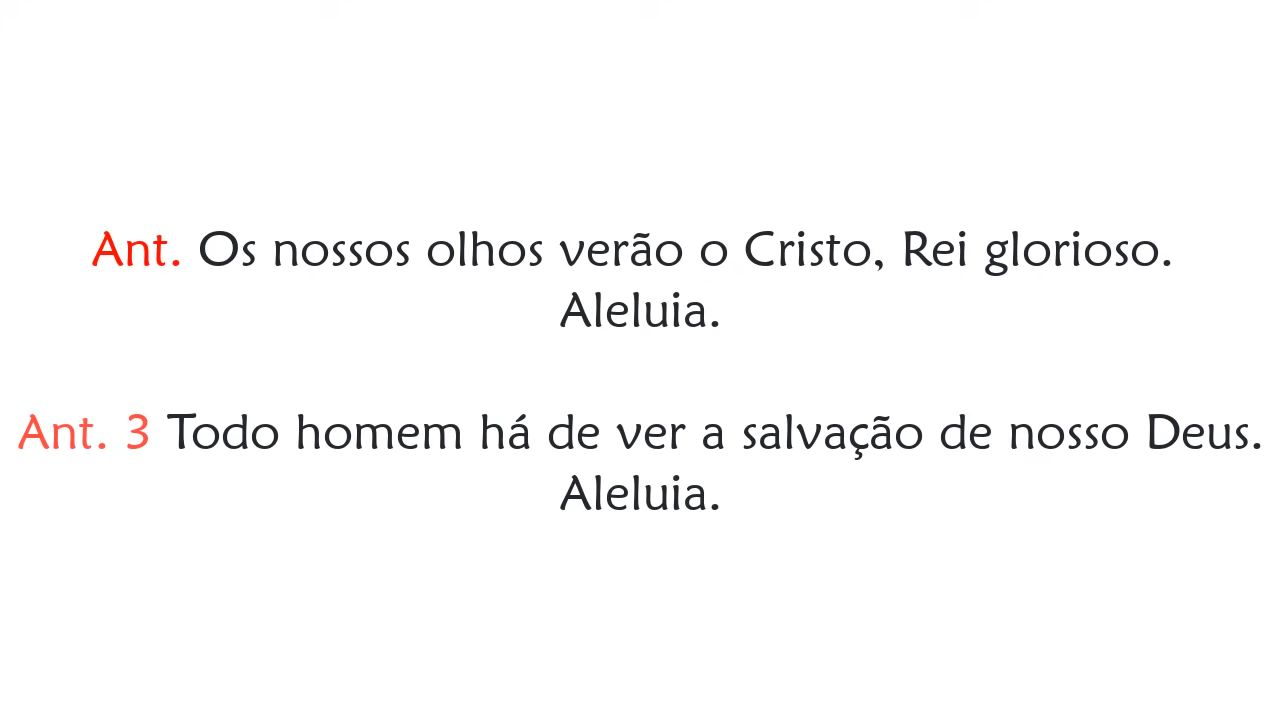 Ant. Os nossos olhos verão o Cristo, Rei glorioso.
Aleluia.
Ant. 3 Todo homem há de ver a salvação de nosso Deus.
Aleluia.